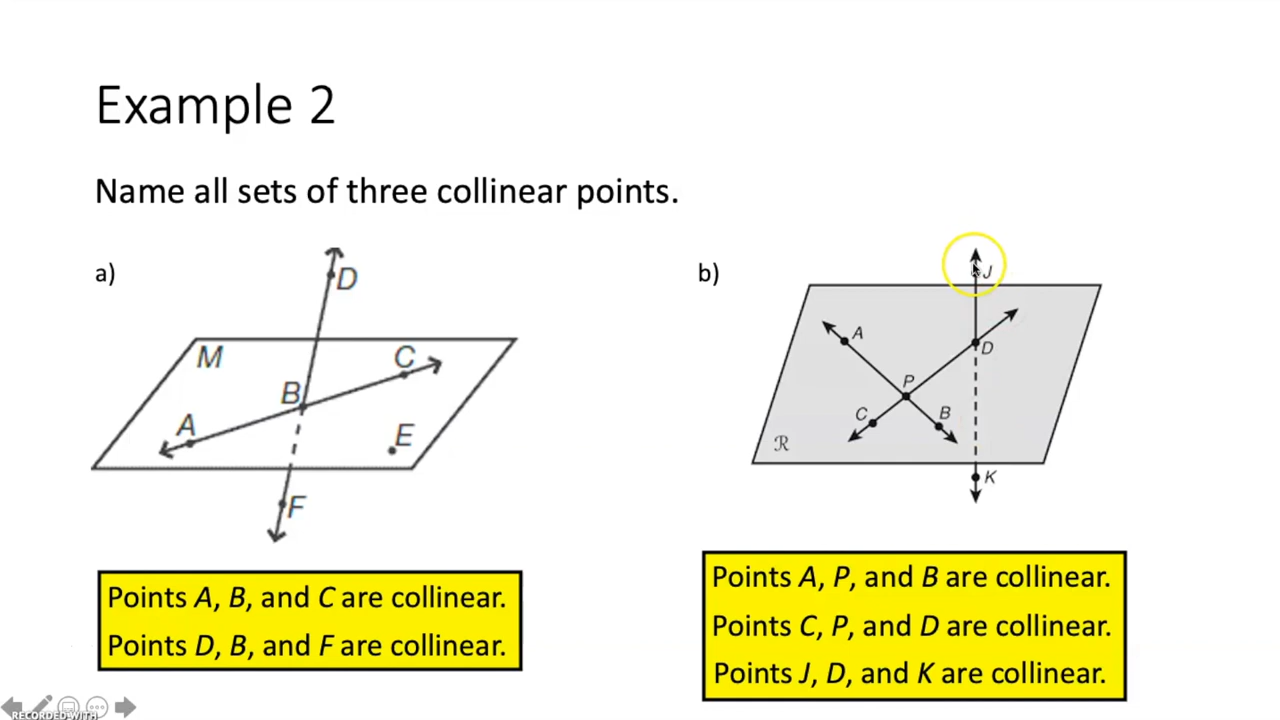 Example 2
Name all sets of three collinear points.
a)
D
M
C
B
A
E
F
Points A, B, and C are collinear.
Points D, B, and F are collinear.
b)
J
A
D
P
C
B
ℛ
K
Points A, P, and B are collinear.
Points C, P, and D are collinear.
Points J, D, and K are collinear.
RECORDED WITH